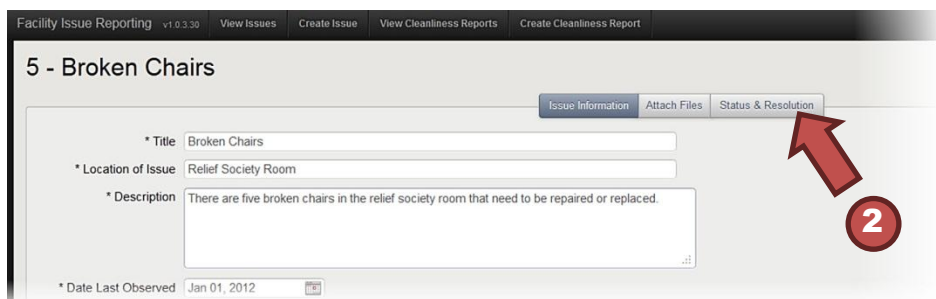 Facility Issue Reporting v1.0.3.30 View Issues Create Issue View Cleanliness Reports Create Cleanliness Report
5 - Broken Chairs
Issue Information Attach Files Status & Resolution
* Title Broken Chairs
* Location of Issue Relief Society Room
* Description There are five broken chairs in the relief society room that need to be repaired or replaced.
2
* Date Last Observed Jan 01, 2012